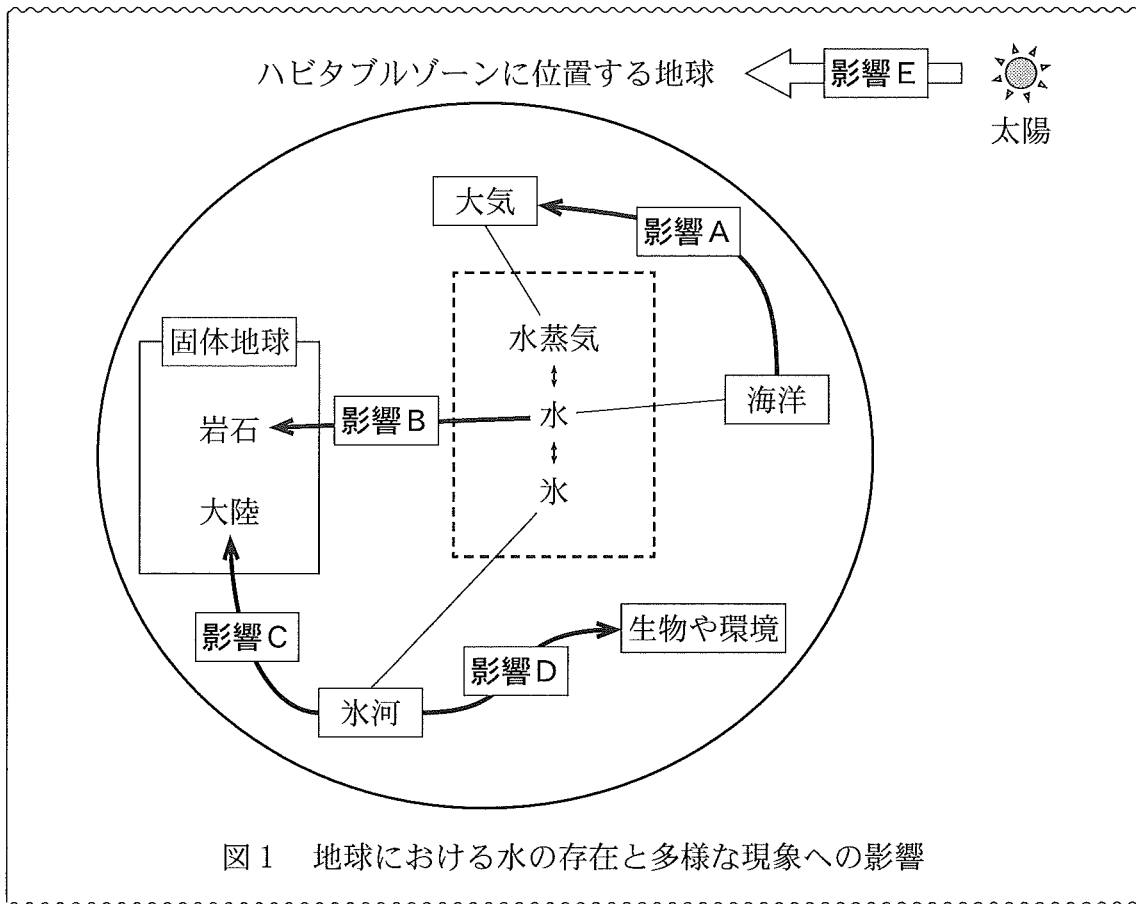 ハビタブルゾーンに位置する地球
影響E
太陽
大気
影響A
水蒸気
固体地球
海洋
影響B
水
岩石
氷
大陸
影響C
生物や環境
影響D
氷河
図1 地球における水の存在と多様な現象への影響